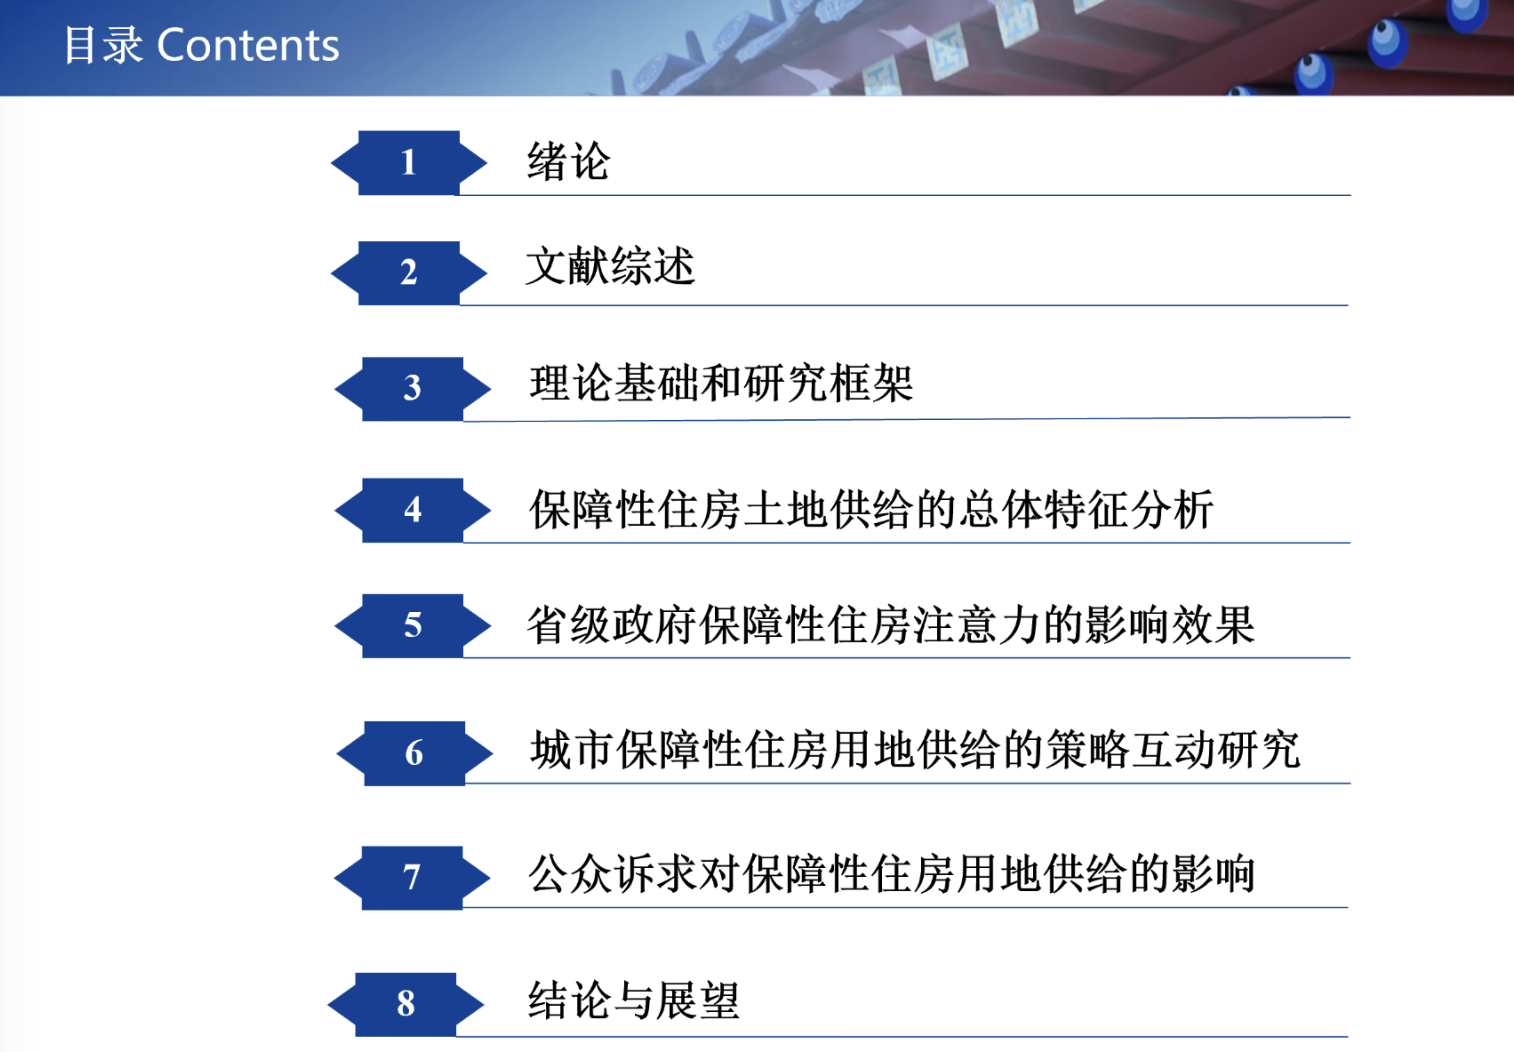 目录 Contents
1 绪论
2 文献综述
3 理论基础和研究框架
4 保障性住房土地供给的总体特征分析
5 省级政府保障性住房注意力的影响效果
6 城市保障性住房用地供给的策略互动研究
7 公众诉求对保障性住房用地供给的影响
8 结论与展望